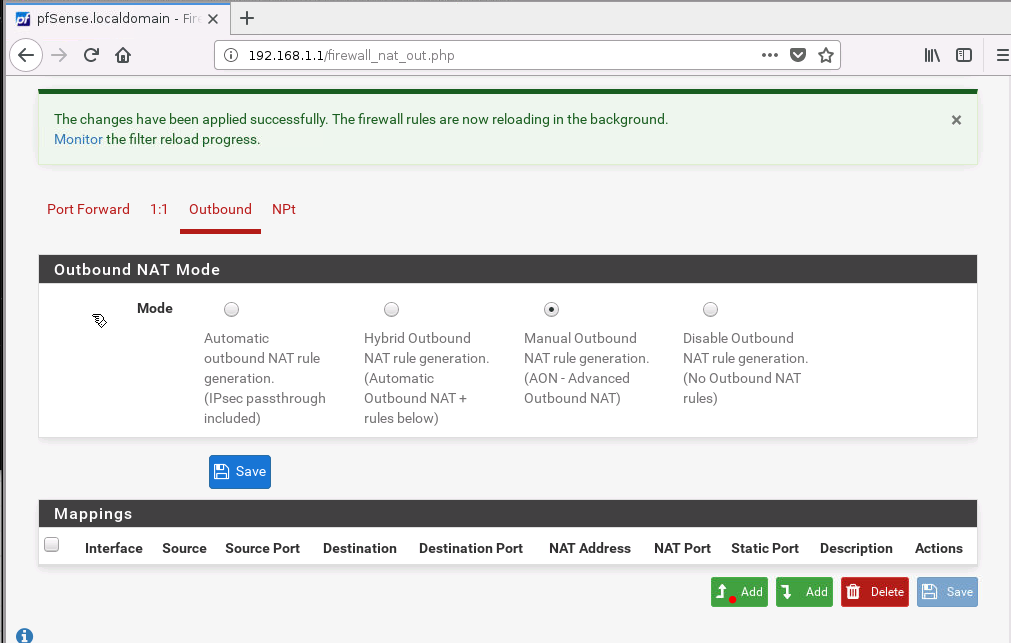 pfSense.localdomain - Fire
192.168.1.1/firewall_nat_out.php
The changes have been applied successfully. The firewall rules are now reloading in the background.
Monitor the filter reload progress.
Port Forward 1:1 Outbound NPt
Outbound NAT Mode
Mode
Automatic
outbound NAT rule
generation.
(IPsec passthrough
included)
Hybrid Outbound
NAT rule generation.
(Automatic
Outbound NAT +
rules below)
Manual Outbound
NAT rule generation.
(AON - Advanced
Outbound NAT)
Disable Outbound
NAT rule generation.
(No Outbound NAT
rules)
Save
Mappings
Interface Source Source Port Destination Destination Port NAT Address NAT Port Static Port Description Actions
Add Add Delete Save